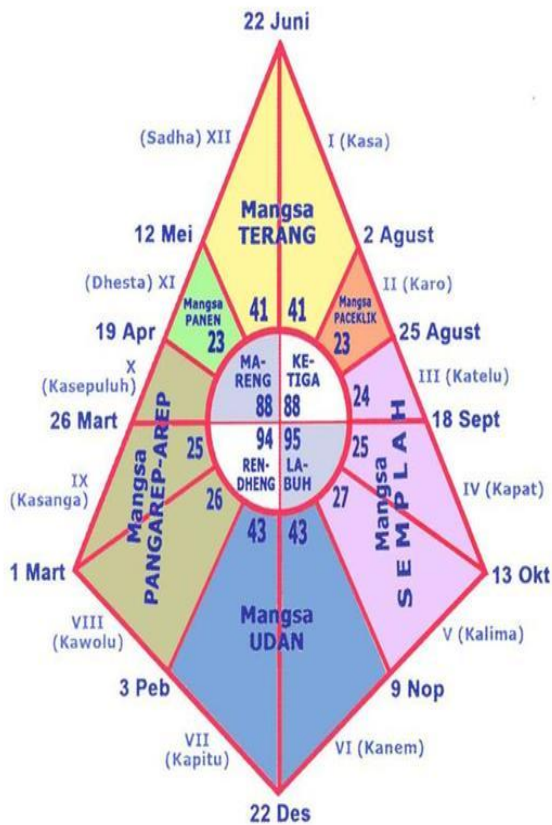 22 Juni
(Sadha) XII
I (Kasa)
Mangsa
TERANG
12 Mei
2 Agust
(Dhesta) XI
II (Karo)
Mangsa
PANEN
23
41
41
Mangsa
PACEKLIK
23
19 Apr
25 Agust
X
(Kasepuluh)
MA-
RENG
88
KE-
TIGA
88
24
III (Katelu)
26 Mart
18 Sept
25
94
REN-
DHENG
95
LA-
BUH
25
IX
(Kasanga)
Mangsa
PANGAREP-AREP
26
43
43
27
Mangsa
SEMPLAH
IV (Kapat)
1 Mart
13 Okt
Mangsa
UDAN
VIII
(Kawolu)
V (Kalima)
3 Peb
9 Nop
VII
(Kapitu)
VI (Kanem)
22 Des